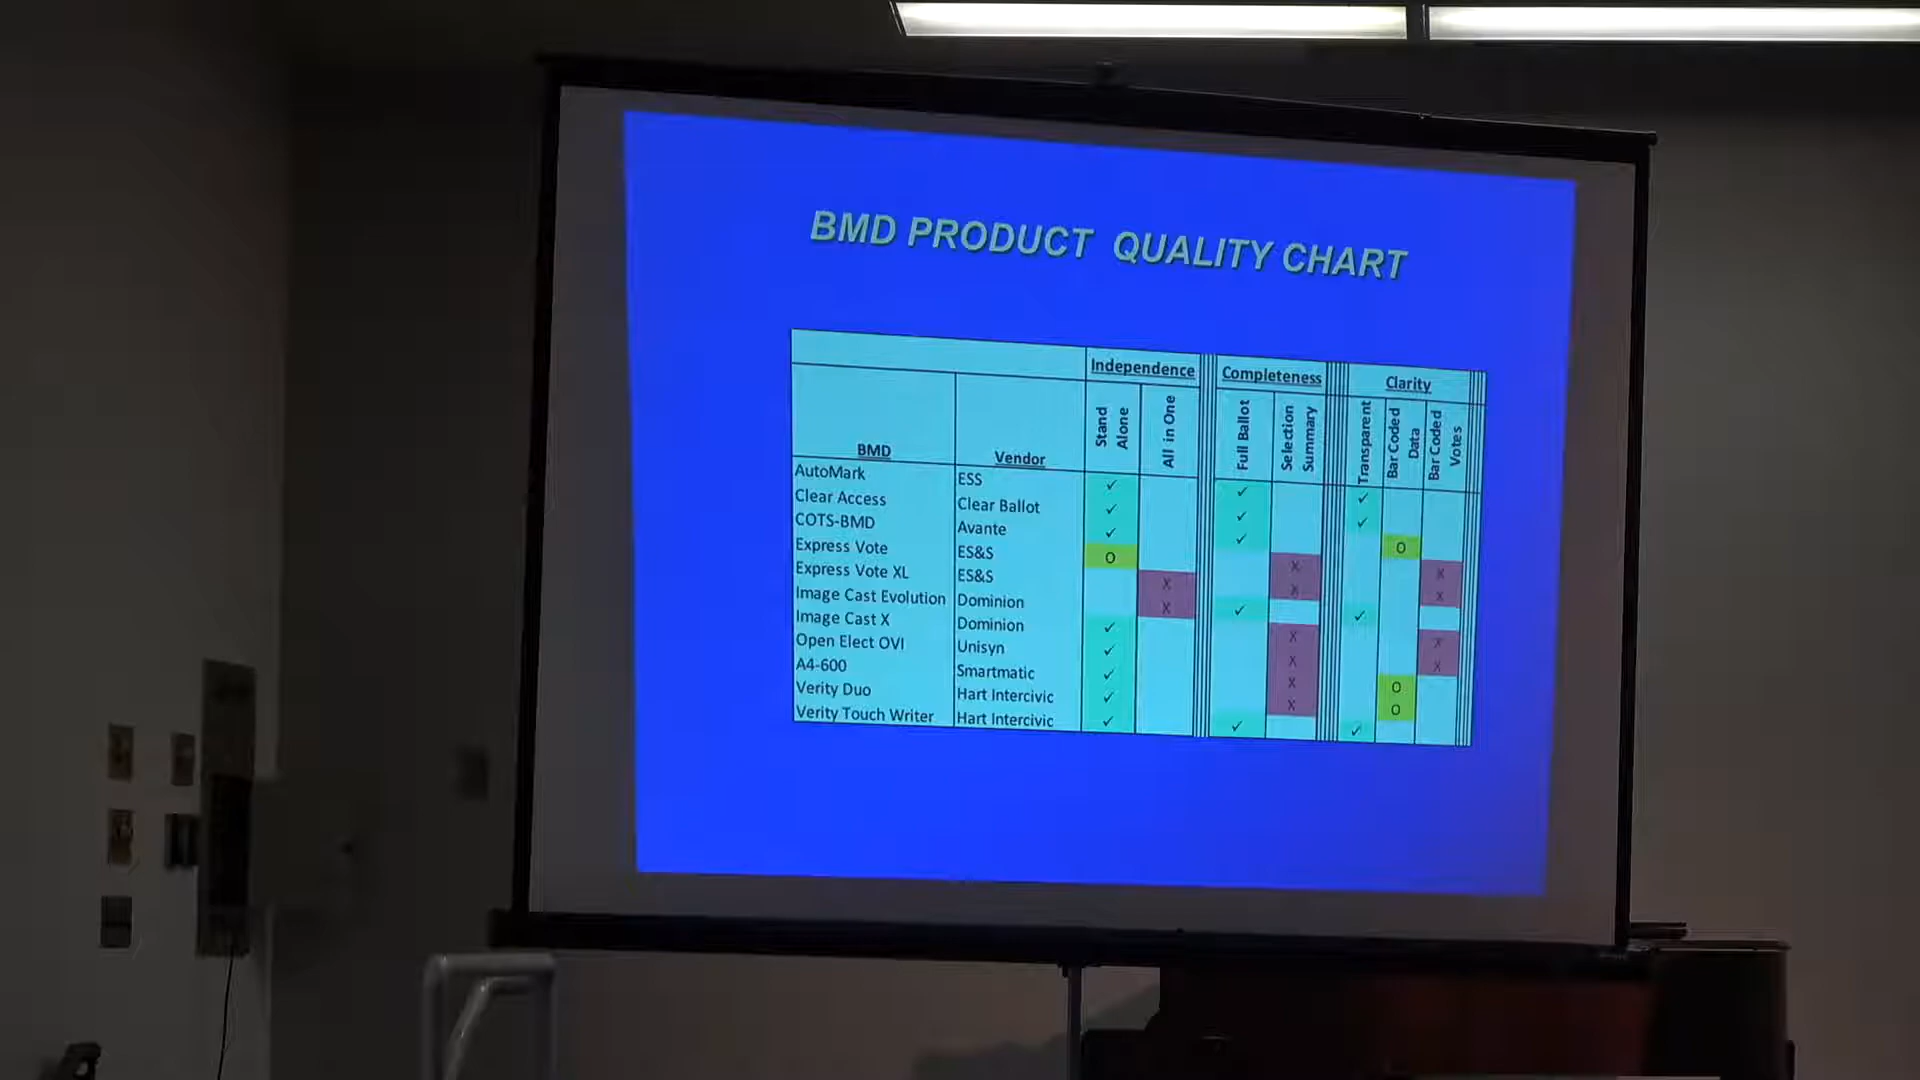 BMD PRODUCT QUALITY CHART
Independence Completeness Clarity
BMD Vendor Stand Alone All in One Full Ballot Selection Summary Transparent Bar Coded Data Bar Coded Votes
AutoMark ESS ✓ ✓ ✓
Clear Access Clear Ballot ✓ ✓ ✓
COTS-BMD Avante ✓ ✓ O
Express Vote ES&S O X X
Express Vote XL ES&S X X X
Image Cast Evolution Dominion X ✓ ✓
Image Cast X Dominion ✓ X X
Open Elect OVI Unisyn ✓ X X
A4-600 Smartmatic ✓ X O
Verity Duo Hart Intercivic ✓ X O
Verity Touch Writer Hart Intercivic ✓ ✓ ✓